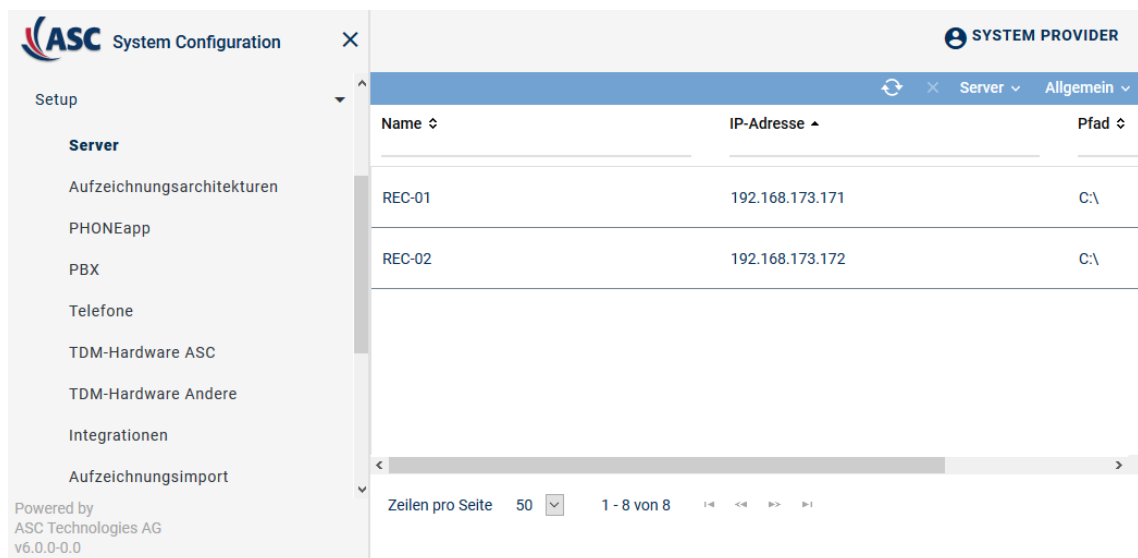 ASC System Configuration
SYSTEM PROVIDER
Setup
Server
Aufzeichnungsarchitekturen
PHONEapp
PBX
Telefone
TDM-Hardware ASC
TDM-Hardware Andere
Integrationen
Aufzeichnungsimport
Powered by
ASC Technologies AG
v6.0.0-0.0
Server Allgemein
Name IP-Adresse Pfad
REC-01 192.168.173.171 C:\
REC-02 192.168.173.172 C:\
Zeilen pro Seite 50 1 - 8 von 8